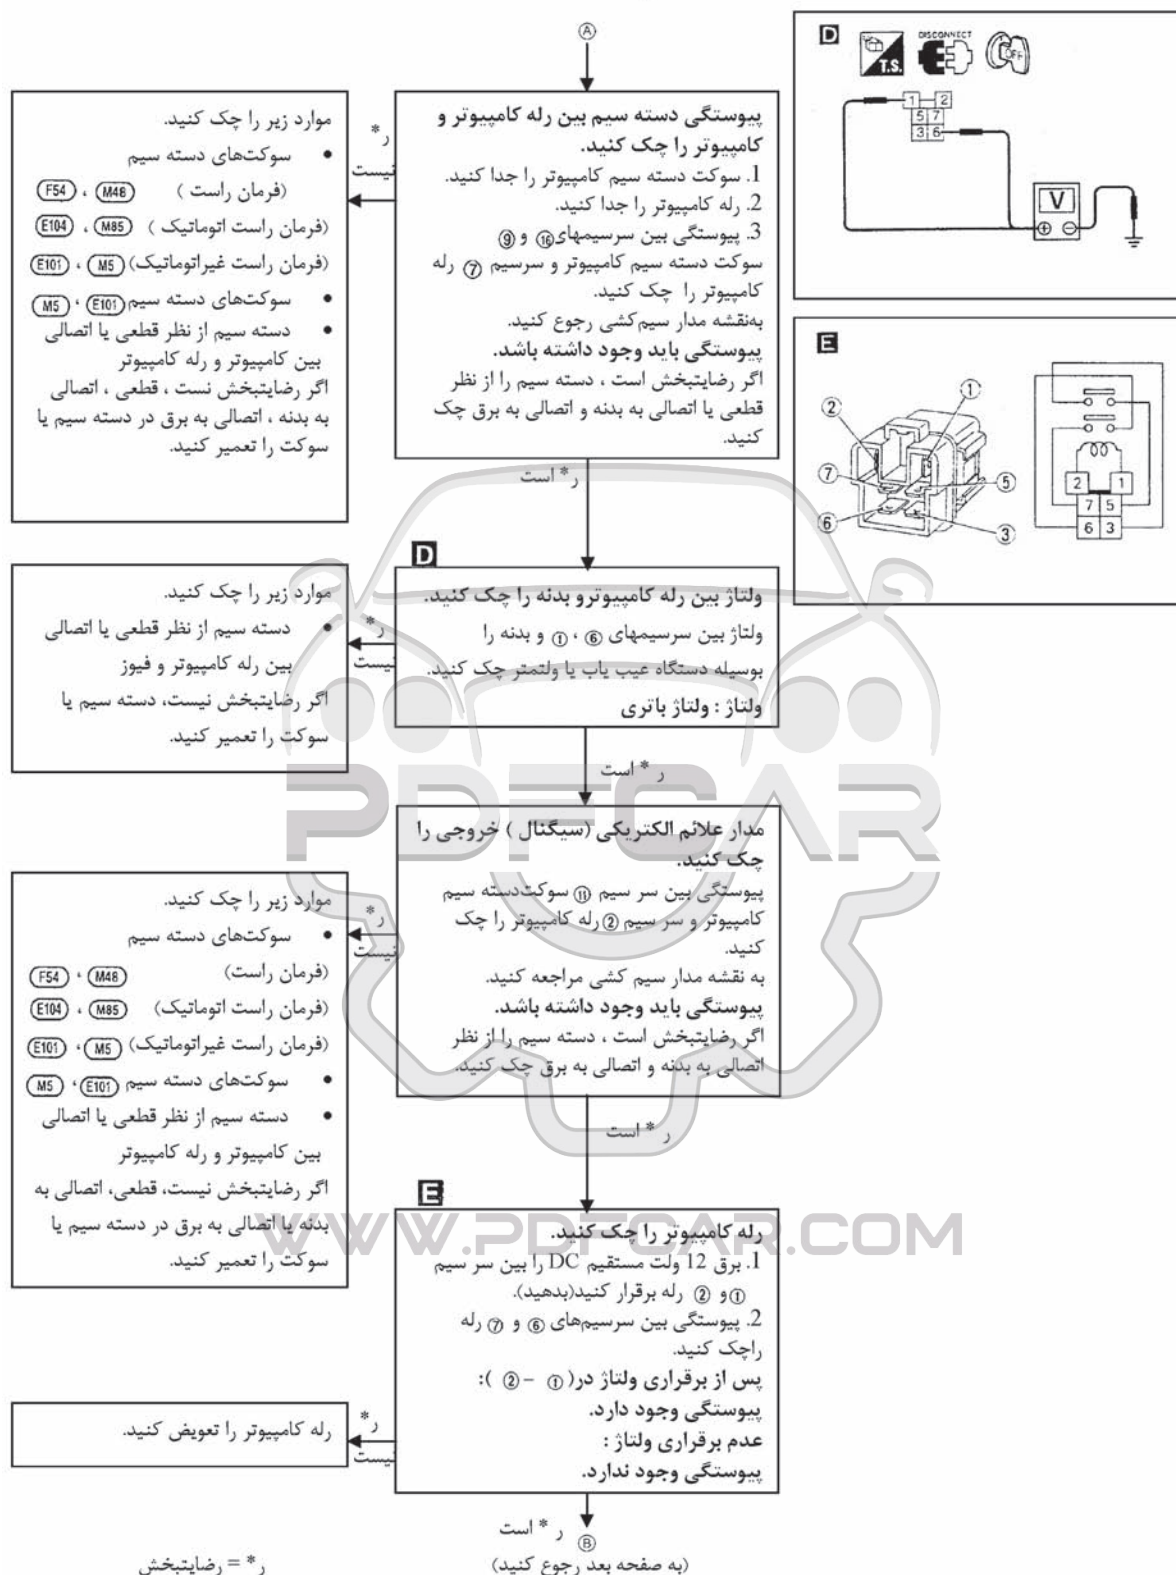 Ⓐ
پیوستگی دسته سیم بین رله کامپیوتر و
کامپیوتر را چک کنید.
1. سوکت دسته سیم کامپیوتر را جدا کنید.
2. رله کامپیوتر را جدا کنید.
3. پیوستگی بین سرسیمهای ⑯ و ⑨
سوکت دسته سیم کامپیوتر و سرسیم ⑦ رله
کامپیوتر را چک کنید.
به‌نقشه مدار سیم‌کشی رجوع کنید.
پیوستگی باید وجود داشته باشد.
اگر رضایتبخش است ، دسته سیم را از نظر
قطعی یا اتصالی به بدنه و اتصالی به برق چک
کنید.
ر*
نیست
موارد زیر را چک کنید.
• سوکت‌های دسته سیم
(فرمان راست ) M48 ، F54
(فرمان راست اتوماتیک ) M85 ، E104
(فرمان راست غیراتوماتیک) M5 ، E101
• سوکت‌های دسته سیم E101 ، M5
• دسته سیم از نظر قطعی یا اتصالی
بین کامپیوتر و رله کامپیوتر
اگر رضایتبخش نست ، قطعی ، اتصالی
به بدنه ، اتصالی به برق در دسته سیم یا
سوکت را تعمیر کنید.
ر* است
D
ولتاژ بین رله کامپیوترو بدنه را چک کنید.
ولتاژ بین سرسیمهای ⑥ ، ① و بدنه را
بوسیله دستگاه عیب یاب یا ولتمتر چک کنید.
ولتاژ : ولتاژ باتری
ر*
نیست
موارد زیر را چک کنید.
• دسته سیم از نظر قطعی یا اتصالی
بین رله کامپیوتر و فیوز
اگر رضایتبخش نیست، دسته سیم یا
سوکت را تعمیر کنید.
ر * است
مدار علائم الکتریکی (سیگنال ) خروجی را
چک کنید.
پیوستگی بین سر سیم ⑪ سوکت‌دسته سیم
کامپیوتر و سر سیم ② رله کامپیوتر را چک
کنید.
به نقشه مدار سیم کشی مراجعه کنید.
پیوستگی باید وجود داشته باشد.
اگر رضایتبخش است ، دسته سیم را از نظر
اتصالی به بدنه و اتصالی به برق چک کنید.
ر*
نیست
موارد زیر را چک کنید.
• سوکت‌های دسته سیم
(فرمان راست) M48 ، F54
(فرمان راست اتوماتیک) M85 ، E104
(فرمان راست غیراتوماتیک) M5 ، E101
• سوکت‌های دسته سیم E101 ، M5
• دسته سیم از نظر قطعی یا اتصالی
بین کامپیوتر و رله کامپیوتر
اگر رضایتبخش نیست، قطعی، اتصالی به
بدنه یا اتصالی به برق در دسته سیم یا
سوکت را تعمیر کنید.
ر * است
E
رله کامپیوتر را چک کنید.
1. برق 12 ولت مستقیم DC را بین سر سیم
① و ② رله برقرار کنید(بدهید).
2. پیوستگی بین سرسیم‌های ⑥ و ⑦ رله
راچک کنید.
پس از برقراری ولتاژ در( ① - ② ):
پیوستگی وجود دارد.
عدم برقراری ولتاژ :
پیوستگی وجود ندارد.
ر*
نیست
رله کامپیوتر را تعویض کنید.
ر * است
Ⓑ
(به صفحه بعد رجوع کنید)
ر* = رضایتبخش
D
T.S.
DISCONNECT
OFF
1 2
5 7
3 6
V
⊕ ⊖
E
①
②
⑦
⑤
⑥
③
2 1
7 5
6 3
PDFCAR
WWW.PDFCAR.COM